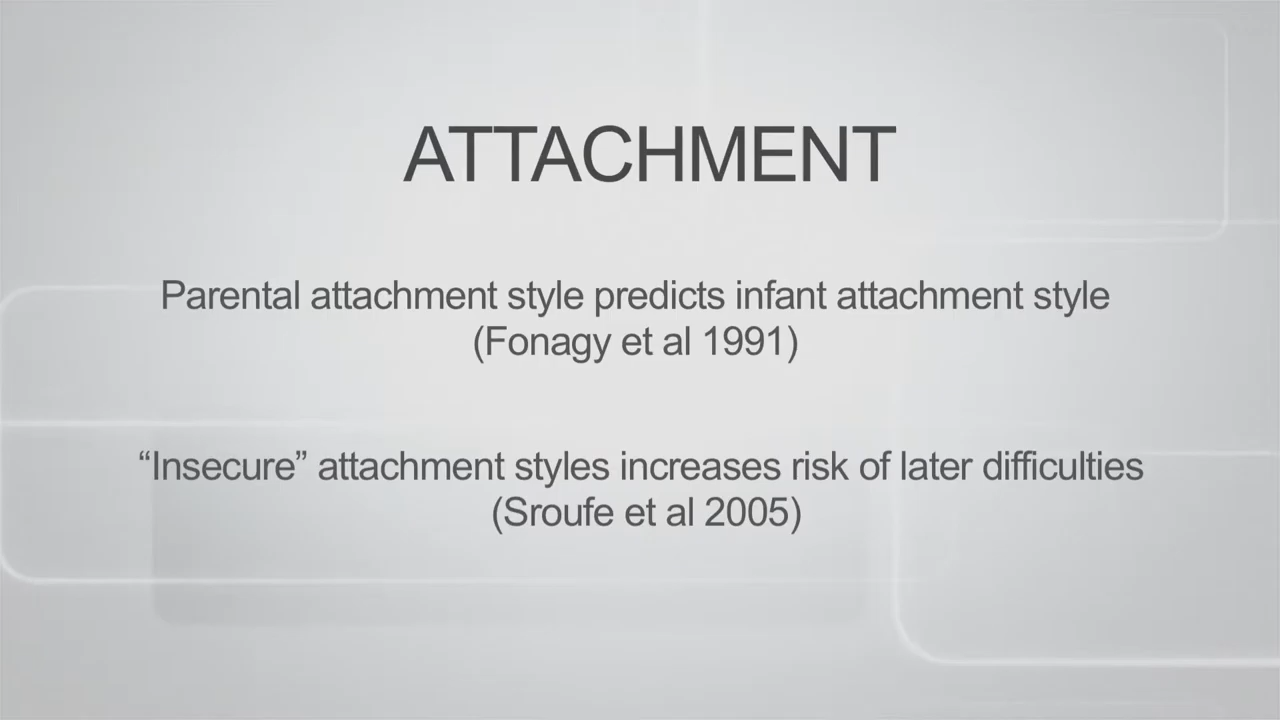 ATTACHMENT
Parental attachment style predicts infant attachment style
(Fonagy et al 1991)
“Insecure” attachment styles increases risk of later difficulties
(Sroufe et al 2005)